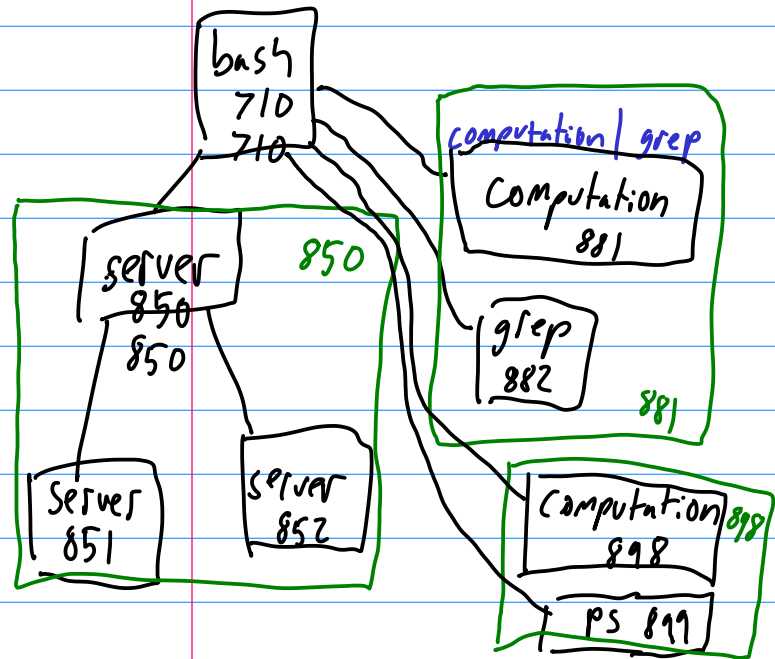 bash
710
710
computation | grep
Computation
881
grep
882
881
server
850
850
850
server
851
server
852
Computation
898
898
ps 899